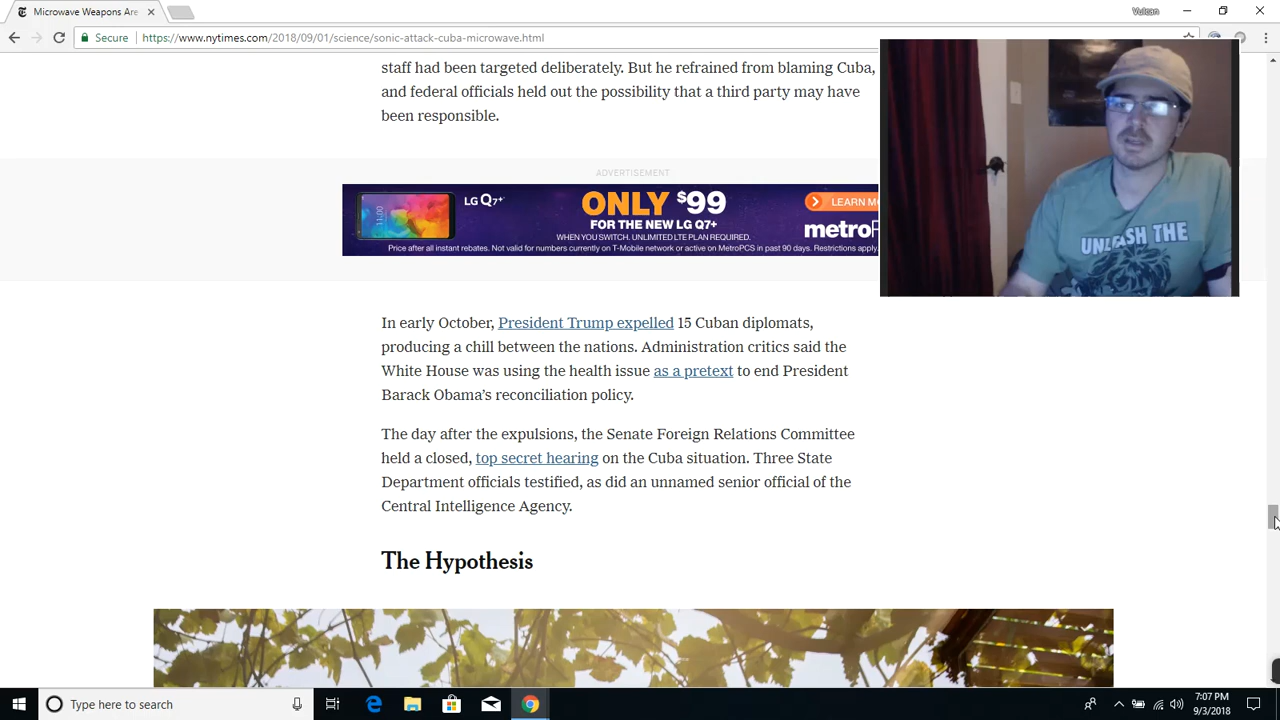 Microwave Weapons Are
Vulcan
Secure
https://www.nytimes.com/2018/09/01/science/sonic-attack-cuba-microwave.html
staff had been targeted deliberately. But he refrained from blaming Cuba,
and federal officials held out the possibility that a third party may have
been responsible.
UNLEASH THE
ADVERTISEMENT
11:00
LG Q7+
ONLY $99
FOR THE NEW LG Q7+
WHEN YOU SWITCH. UNLIMITED LTE PLAN REQUIRED.
LEARN MO
metroP
Price after all instant rebates. Not valid for numbers currently on T-Mobile network or active on MetroPCS in past 90 days. Restrictions apply.
In early October, President Trump expelled 15 Cuban diplomats,
producing a chill between the nations. Administration critics said the
White House was using the health issue as a pretext to end President
Barack Obama’s reconciliation policy.
The day after the expulsions, the Senate Foreign Relations Committee
held a closed, top secret hearing on the Cuba situation. Three State
Department officials testified, as did an unnamed senior official of the
Central Intelligence Agency.
The Hypothesis
Type here to search
7:07 PM
9/3/2018